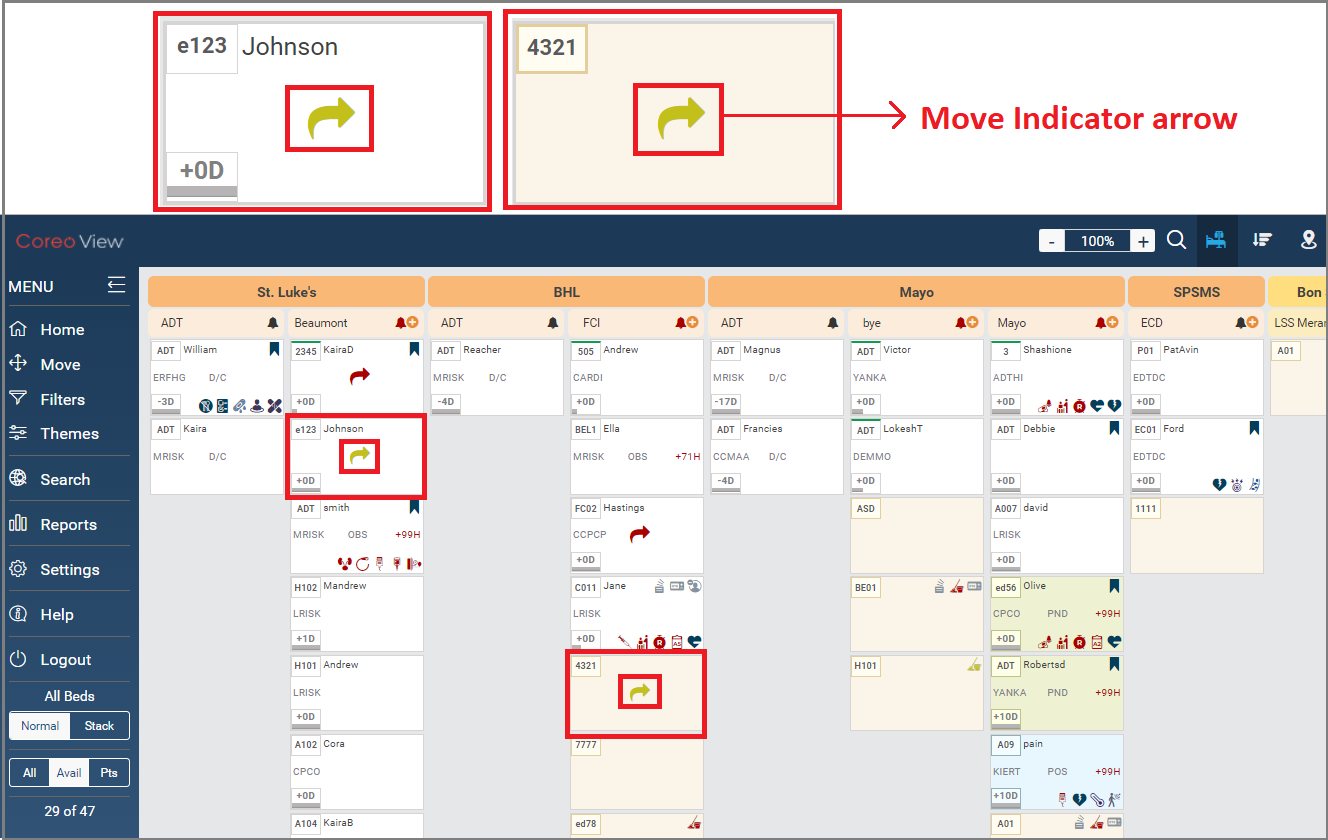 e123 Johnson
+0D
4321
Move Indicator arrow
Coreo View
- 100% +
MENU
Home
Move
Filters
Themes
Search
Reports
Settings
Help
Logout
All Beds
Normal Stack
All Avail Pts
29 of 47
St. Luke's
ADT
ADT William
ERFHG D/C
-3D
ADT Kaira
MRISK D/C
Beaumont
2345 KairaD
+0D
e123 Johnson
+0D
ADT smith
MRISK OBS +99H
H102 Mandrew
LRISK
+1D
H101 Andrew
LRISK
+0D
A102 Cora
CPCO
+0D
A104 KairaB
BHL
ADT
ADT Reacher
MRISK D/C
-4D
FCI
505 Andrew
CARDI
+0D
BEL1 Ella
MRISK OBS +71H
FC02 Hastings
CCPCP
+0D
C011 Jane
LRISK
+0D
4321
7777
ed78
Mayo
ADT
ADT Magnus
MRISK D/C
-17D
ADT Francies
CCMAA D/C
-4D
bye
ADT Victor
YANKA
+0D
ADT LokeshT
DEMMO
+0D
ASD
BE01
H101
Mayo
3 Shashione
ADTHI
+0D
ADT Debbie
+0D
A007 david
LRISK
+0D
ed56 Olive
CPCO PND +99H
+0D
ADT Robertsd
YANKA PND +99H
+10D
A09 pain
KIERT POS +99H
+10D
A01
SPSMS
ECD
P01 PatAvin
EDTDC
+0D
EC01 Ford
EDTDC
+0D
1111
Bon
LSS Meran
A01